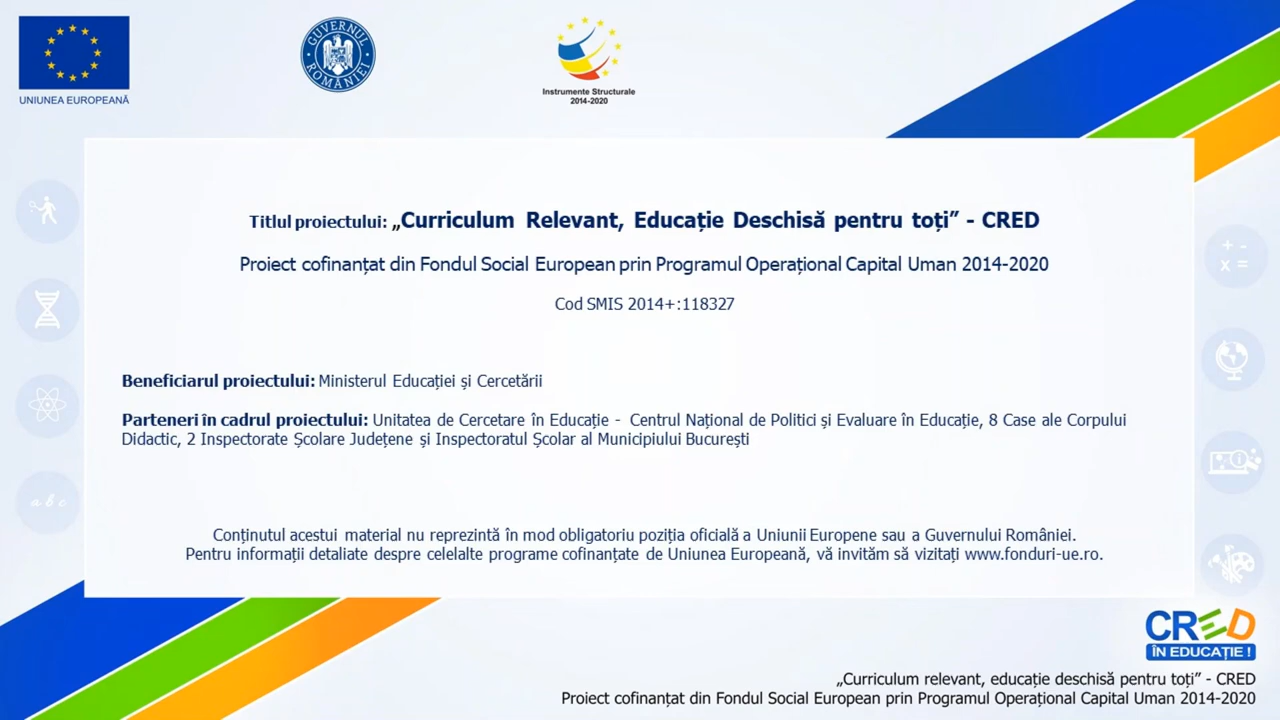 UNIUNEA EUROPEANĂ
GUVERNUL ROMÂNIEI
Instrumente Structurale
2014-2020
Titlul proiectului: „Curriculum Relevant, Educație Deschisă pentru toți” - CRED
Proiect cofinanțat din Fondul Social European prin Programul Operațional Capital Uman 2014-2020
Cod SMIS 2014+:118327
Beneficiarul proiectului: Ministerul Educației și Cercetării
Parteneri în cadrul proiectului: Unitatea de Cercetare în Educație - Centrul Național de Politici și Evaluare în Educație, 8 Case ale Corpului
Didactic, 2 Inspectorate Școlare Județene și Inspectoratul Școlar al Municipiului București
Conținutul acestui material nu reprezintă în mod obligatoriu poziția oficială a Uniunii Europene sau a Guvernului României.
Pentru informații detaliate despre celelalte programe cofinanțate de Uniunea Europeană, vă invităm să vizitați www.fonduri-ue.ro.
+ -
x =
a b c
CRED
ÎN EDUCAȚIE !
„Curriculum relevant, educație deschisă pentru toți” - CRED
Proiect cofinanțat din Fondul Social European prin Programul Operațional Capital Uman 2014-2020